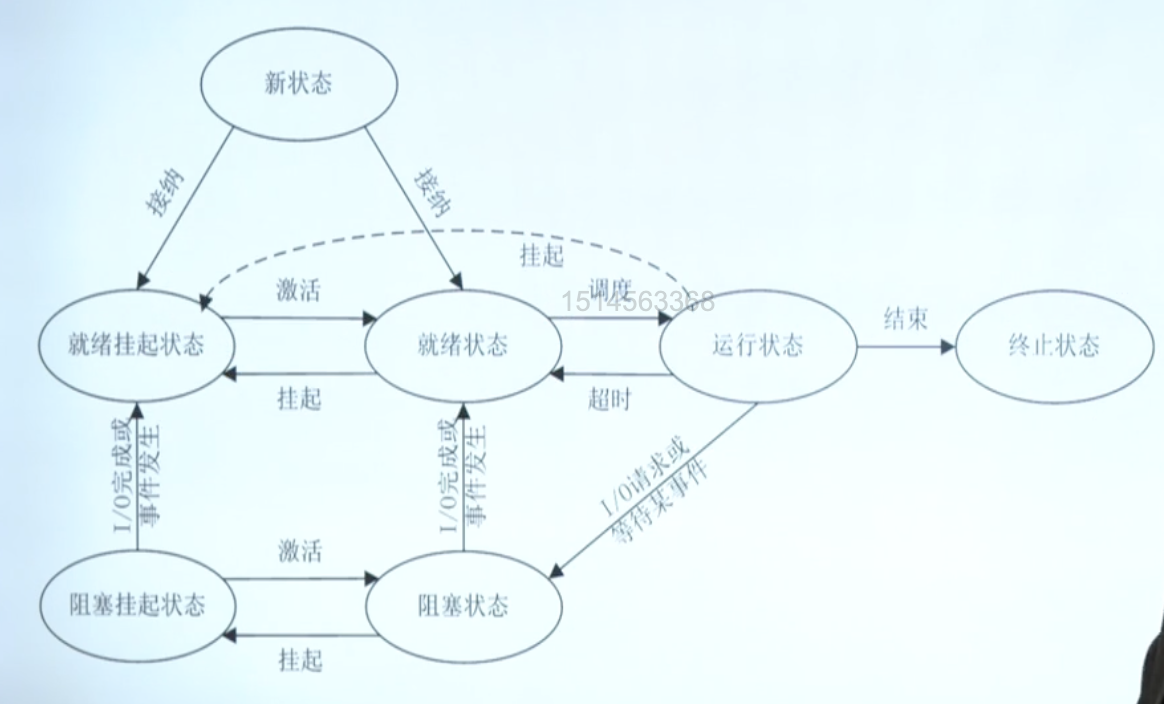 新状态
接纳
接纳
挂起
激活
调度
1514563368
结束
就绪挂起状态
就绪状态
运行状态
终止状态
挂起
超时
I/O完成或
事件发生
I/O完成或
事件发生
I/O请求或
等待某事件
激活
阻塞挂起状态
阻塞状态
挂起